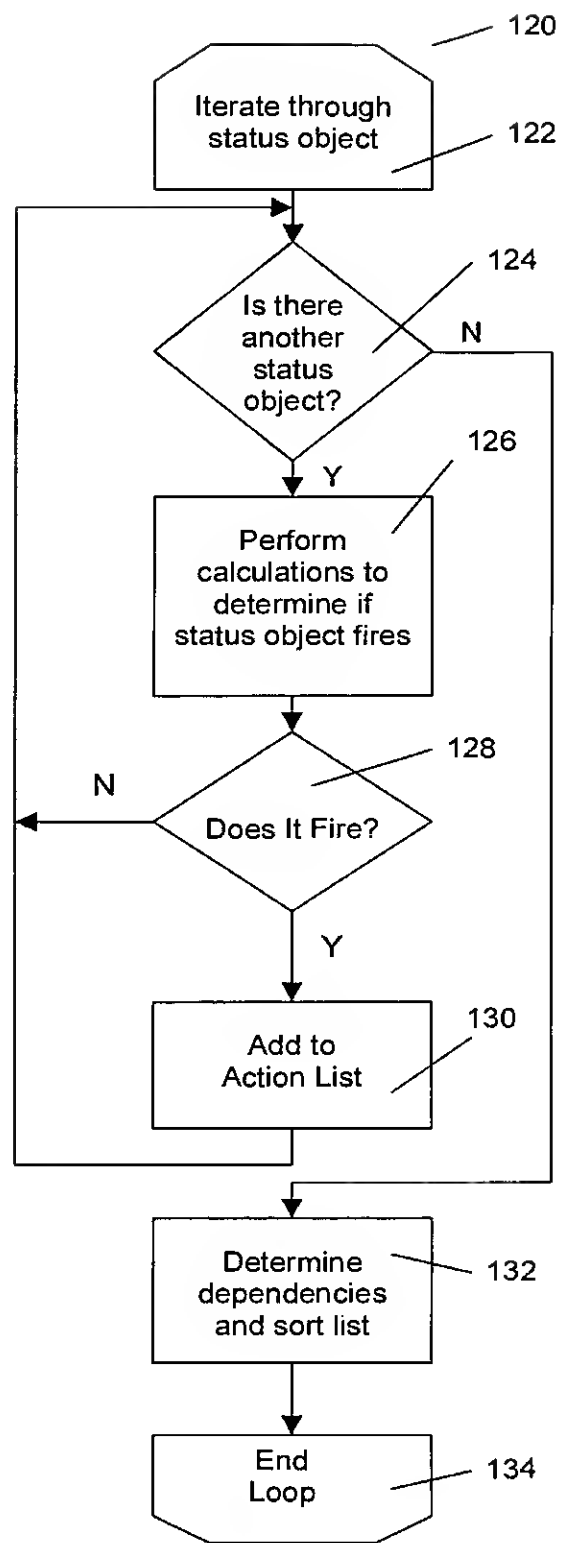 120
Iterate through
status object
122
124
Is there
another
status
object?
N
Y
126
Perform
calculations to
determine if
status object fires
128
N
Does It Fire?
Y
130
Add to
Action List
Determine
dependencies
and sort list
132
End
Loop
134